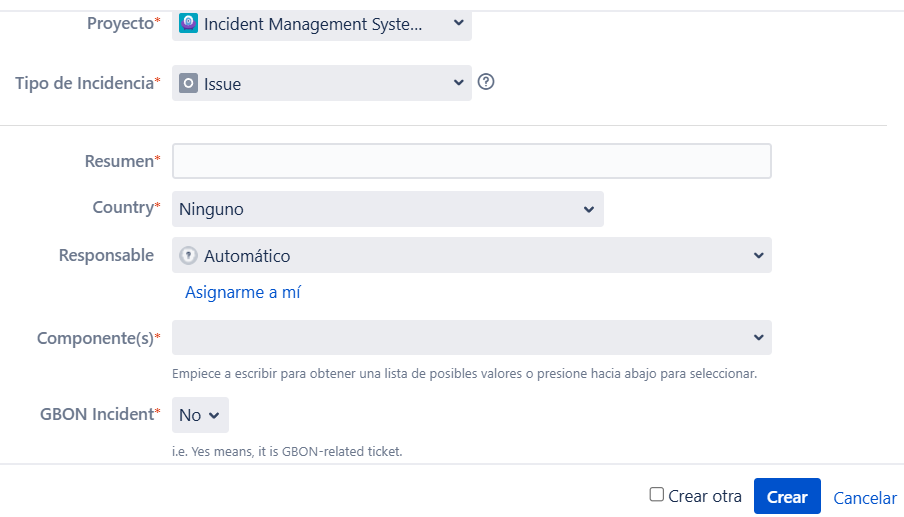 Proyecto* Incident Management Syste...
Tipo de Incidencia* Issue
Resumen*
Country* Ninguno
Responsable Automático
Asignarme a mí
Componente(s)*
Empiece a escribir para obtener una lista de posibles valores o presione hacia abajo para seleccionar.
GBON Incident* No
i.e. Yes means, it is GBON-related ticket.
Crear otra Crear Cancelar